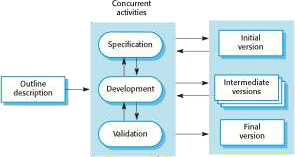 Concurrent
activities
Specification
Initial
version
Outline
description
Development
Intermediate
versions
Validation
Final
version